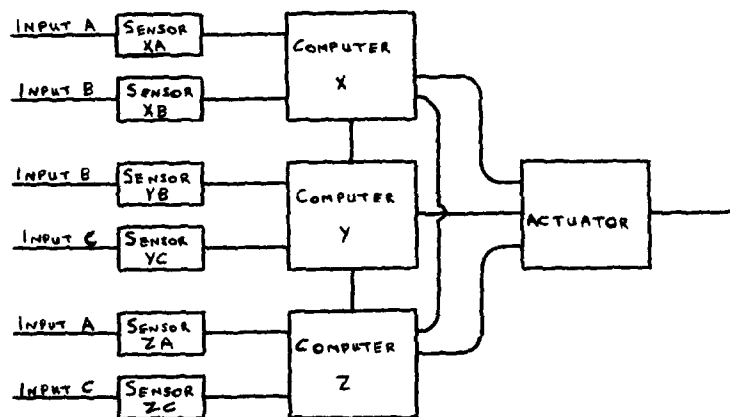 INPUT A
SENSOR
XA
COMPUTER
X
INPUT B
SENSOR
XB
INPUT B
SENSOR
YB
COMPUTER
Y
ACTUATOR
INPUT C
SENSOR
YC
INPUT A
SENSOR
ZA
COMPUTER
Z
INPUT C
SENSOR
ZC